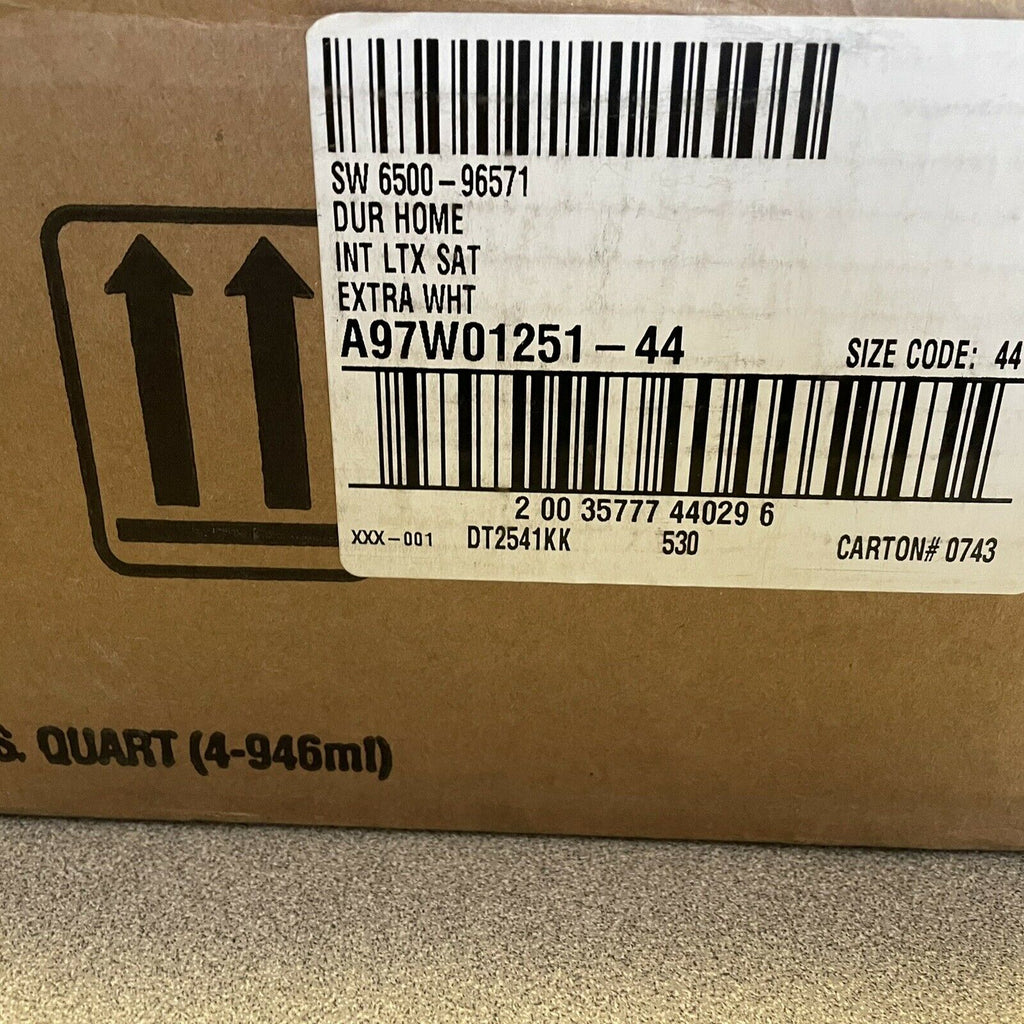 SW 6500-96571
DUR HOME
INT LTX SAT
EXTRA WHT
A97W01251-44
SIZE CODE: 44
2 00 35777 44029 6
XXX-001 DT2541KK 530 CARTON# 0743
S. QUART (4-946ml)